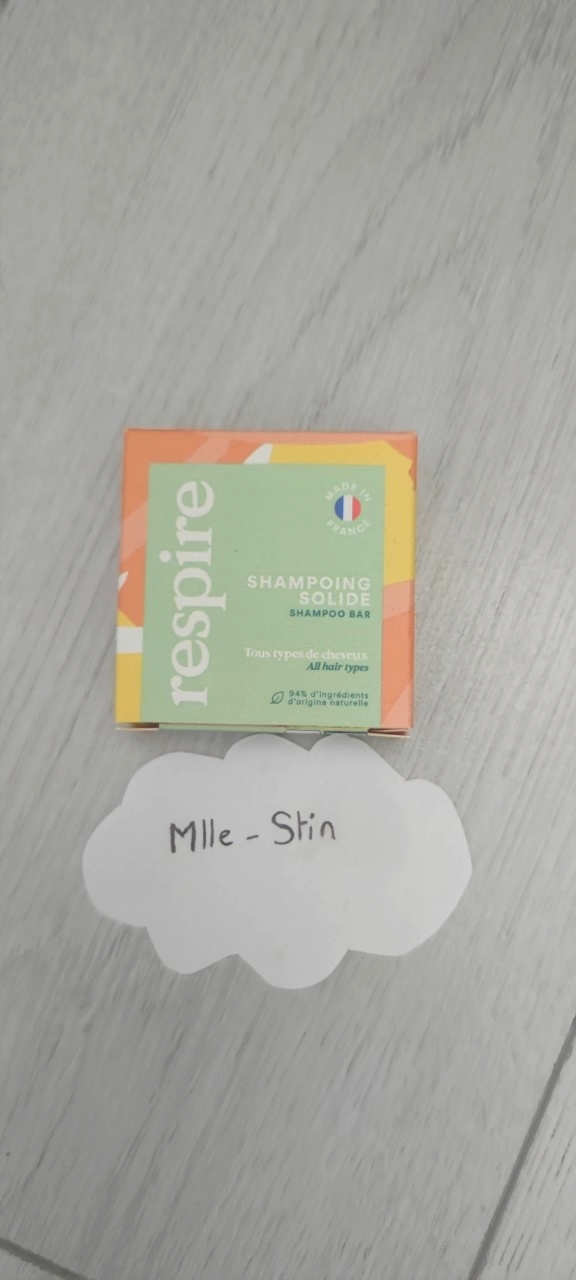 respire
MADE IN
FRANCE
SHAMPOING
SOLIDE
SHAMPOO BAR
Tous types de cheveux
All hair types
94% d'ingrédients
d'origine naturelle
Mlle - Stin